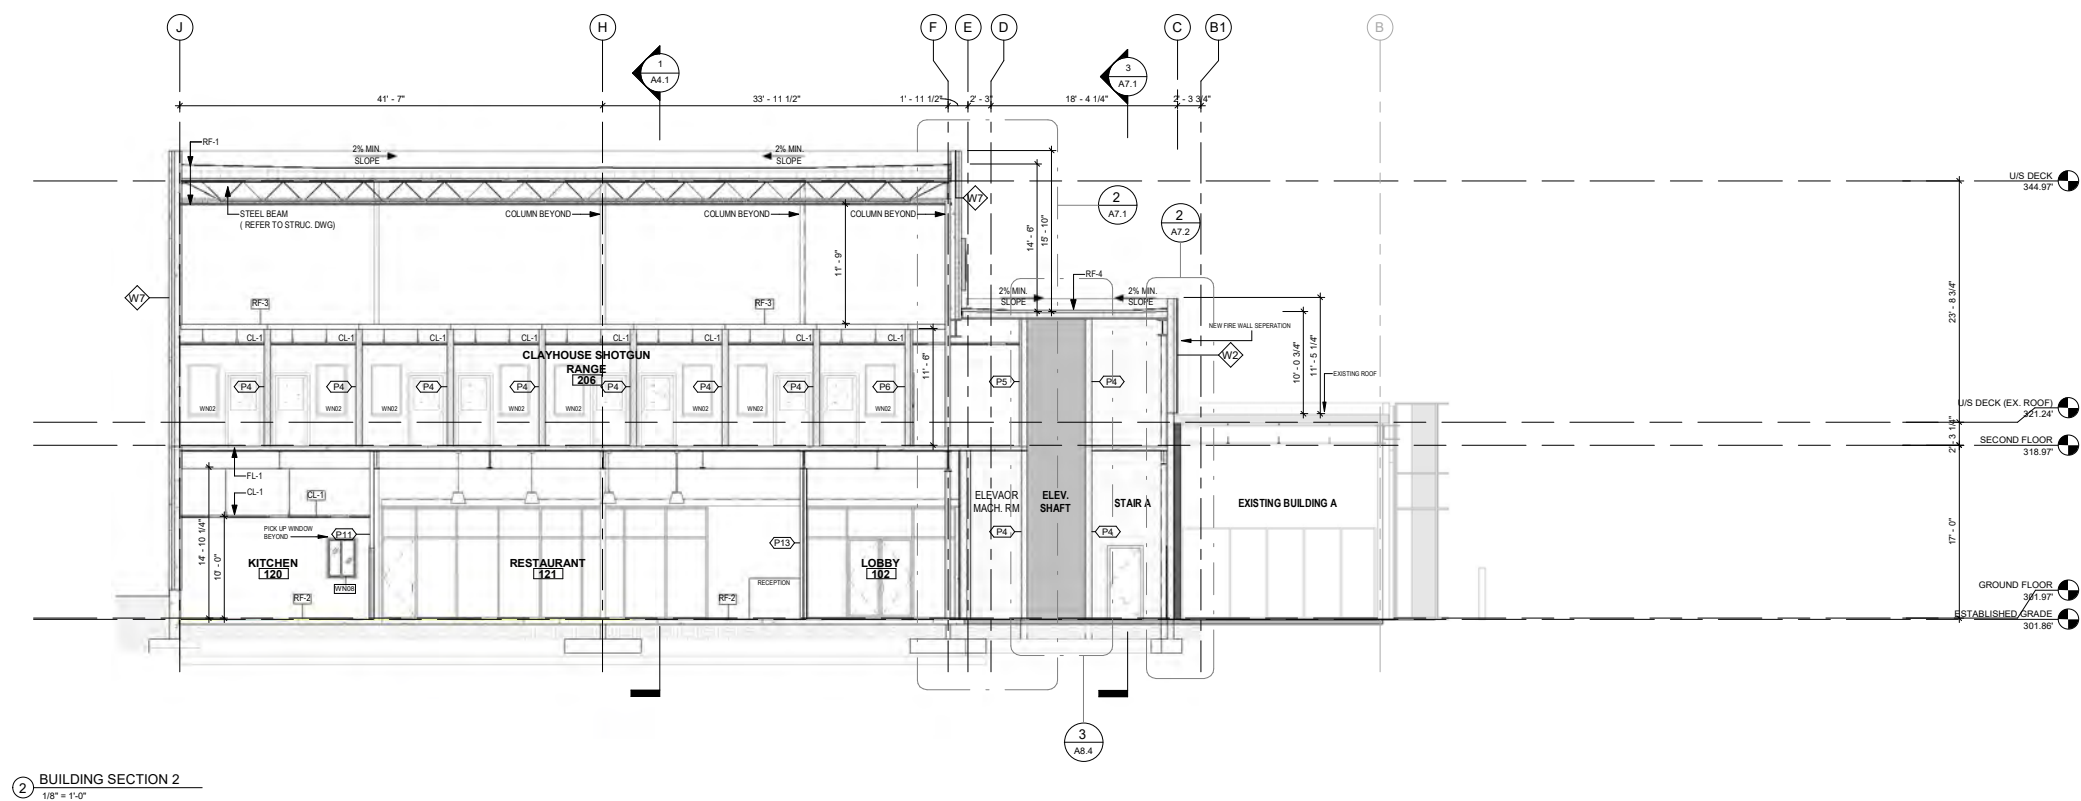 J
H
F
E
D
C
B1
B
1
A4.1
3
A7.1
41' - 7"
33' - 11 1/2"
1' - 11 1/2"
2' - 3"
18' - 4 1/4"
2' - 3 3/4"
RF-1
2% MIN.
SLOPE
2% MIN.
SLOPE
U/S DECK
344.97'
STEEL BEAM
( REFER TO STRUC. DWG)
COLUMN BEYOND
COLUMN BEYOND
COLUMN BEYOND
W7
2
A7.1
2
A7.2
14' - 6"
15' - 10"
11' - 9"
W7
RF-3
RF-3
RF-4
2% MIN.
SLOPE
2% MIN.
SLOPE
23' - 8 3/4"
NEW FIRE WALL SEPERATION
W2
10' - 0 3/4"
11' - 5 1/4"
EXISTING ROOF
CL-1
CL-1
CL-1
CL-1
CL-1
CL-1
CL-1
CL-1
CLAYHOUSE SHOTGUN
RANGE
206
11' - 6"
P4
P4
P4
P4
P4
P4
P4
P6
P5
P4
WN02
WN02
WN02
WN02
WN02
WN02
WN02
WN02
U/S DECK (EX. ROOF)
321.24'
2' - 3 1/4"
SECOND FLOOR
318.97'
FL-1
CL-1
CL-1
14' - 10 1/4"
10' - 0"
PICK UP WINDOW
BEYOND
P11
KITCHEN
120
WN08
RF-2
RESTAURANT
121
P13
RECEPTION
RF-2
LOBBY
102
ELEVAOR
MACH. RM
ELEV.
SHAFT
STAIR A
P4
P4
EXISTING BUILDING A
17' - 0"
GROUND FLOOR
301.97'
ESTABLISHED GRADE
301.86'
3
A8.4
2
BUILDING SECTION 2
1/8" = 1'-0"